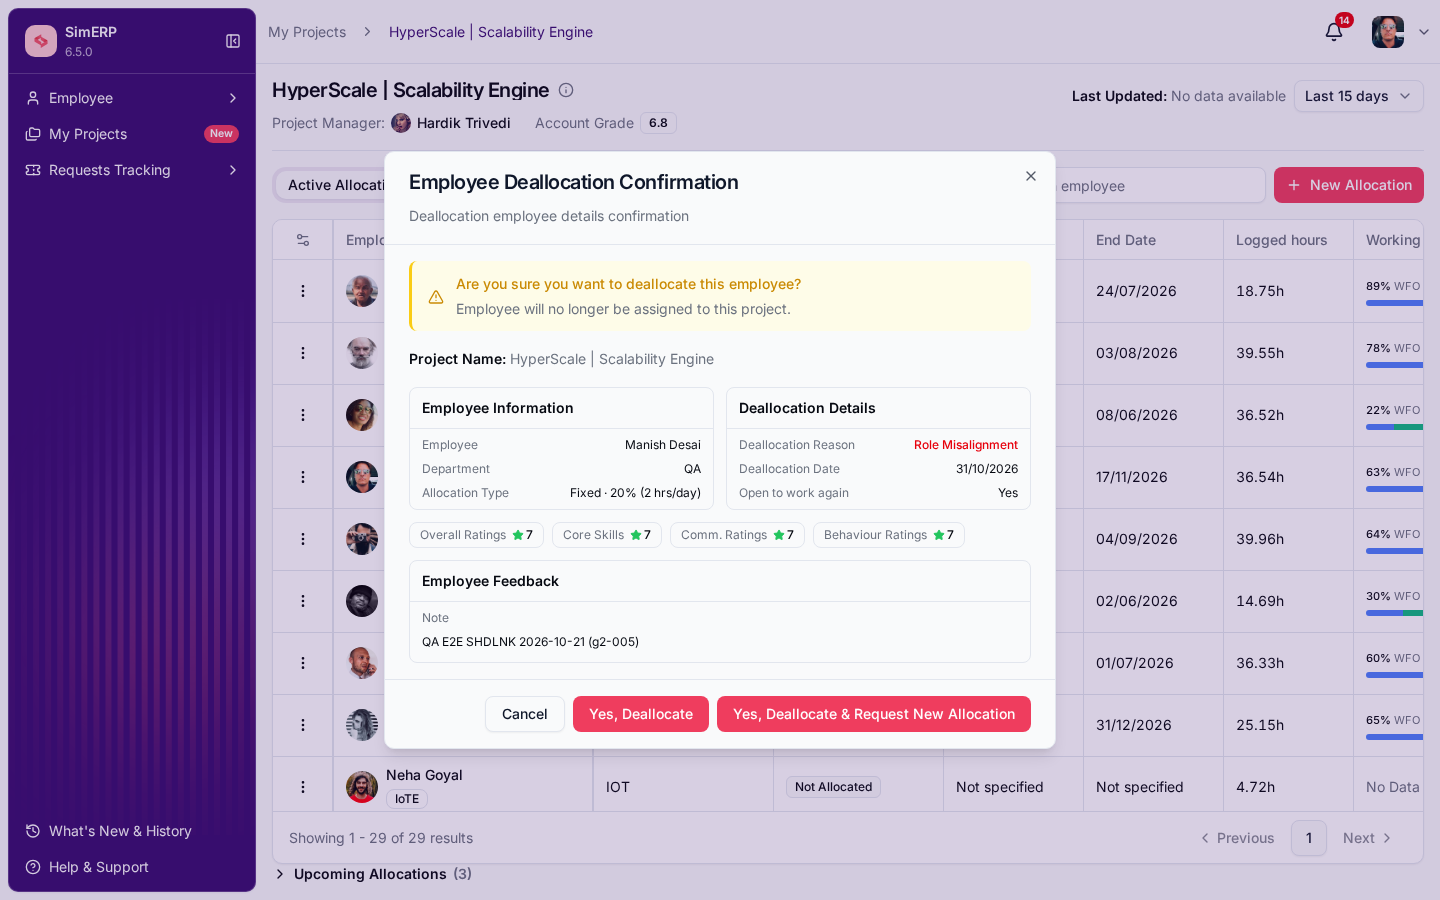 SimERP
6.5.0
Employee
My Projects
New
Requests Tracking
What's New & History
Help & Support
My Projects
HyperScale | Scalability Engine
14
HyperScale | Scalability Engine
Last Updated: No data available
Last 15 days
Project Manager:
Hardik Trivedi
Account Grade
6.8
employee
New Allocation
End Date
Logged hours
Working
24/07/2026
18.75h
89% WFO
03/08/2026
39.55h
78% WFO
08/06/2026
36.52h
22% WFO
17/11/2026
36.54h
63% WFO
04/09/2026
39.96h
64% WFO
02/06/2026
14.69h
30% WFO
01/07/2026
36.33h
60% WFO
31/12/2026
25.15h
65% WFO
Neha Goyal
IoTE
IOT
Not Allocated
Not specified
Not specified
4.72h
No Data
Showing 1 - 29 of 29 results
Previous
1
Next
Upcoming Allocations (3)
Employee Deallocation Confirmation
Deallocation employee details confirmation
Are you sure you want to deallocate this employee?
Employee will no longer be assigned to this project.
Project Name: HyperScale | Scalability Engine
Employee Information
Employee
Manish Desai
Department
QA
Allocation Type
Fixed · 20% (2 hrs/day)
Deallocation Details
Deallocation Reason
Role Misalignment
Deallocation Date
31/10/2026
Open to work again
Yes
Overall Ratings 7
Core Skills 7
Comm. Ratings 7
Behaviour Ratings 7
Employee Feedback
Note
QA E2E SHDLNK 2026-10-21 (g2-005)
Cancel
Yes, Deallocate
Yes, Deallocate & Request New Allocation